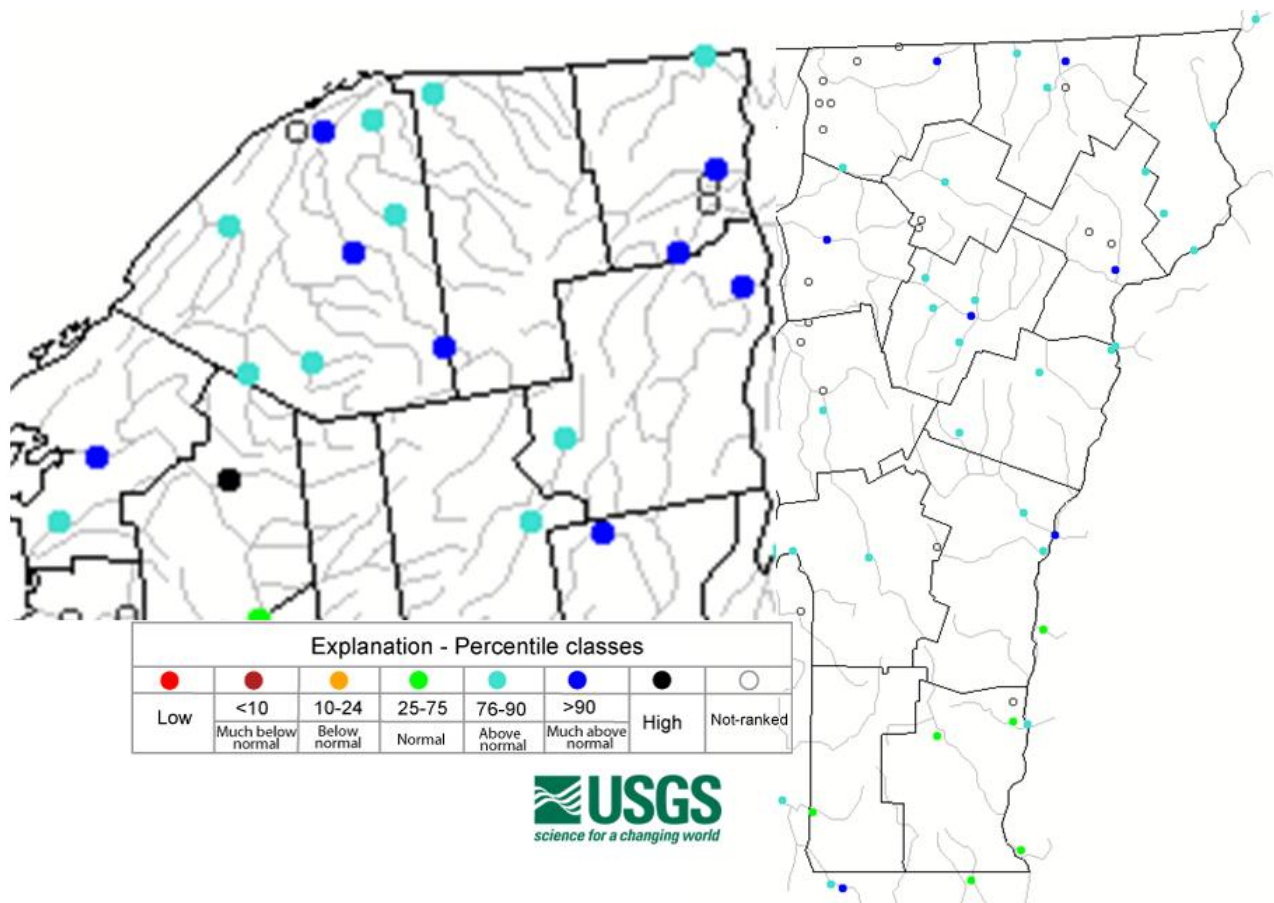 Explanation - Percentile classes
Low
<10
10-24
25-75
76-90
>90
High
Not-ranked
Much below normal
Below normal
Normal
Above normal
Much above normal
USGS
science for a changing world